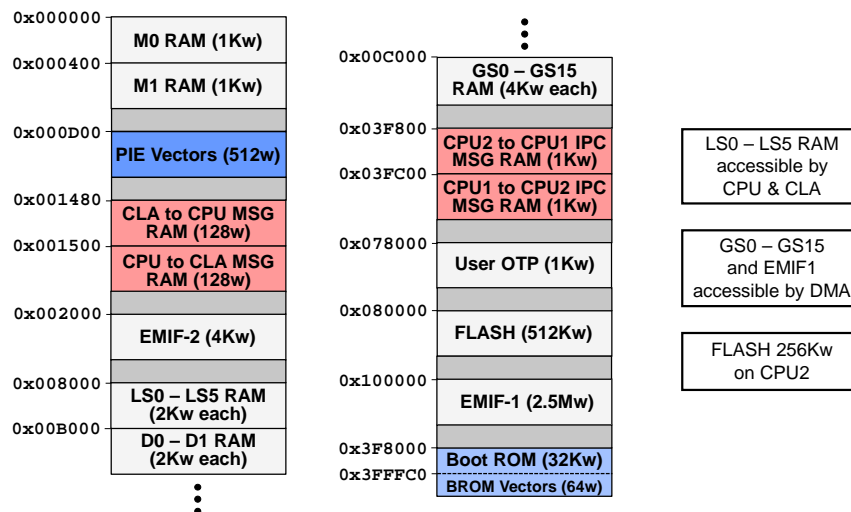 0x000000
M0 RAM (1Kw)
0x000400
M1 RAM (1Kw)
0x000D00
PIE Vectors (512w)
0x001480
CLA to CPU MSG
RAM (128w)
0x001500
CPU to CLA MSG
RAM (128w)
0x002000
EMIF-2 (4Kw)
0x008000
LS0 – LS5 RAM
(2Kw each)
0x00B000
D0 – D1 RAM
(2Kw each)
0x00C000
GS0 – GS15
RAM (4Kw each)
0x03F800
CPU2 to CPU1 IPC
MSG RAM (1Kw)
0x03FC00
CPU1 to CPU2 IPC
MSG RAM (1Kw)
0x078000
User OTP (1Kw)
0x080000
FLASH (512Kw)
0x100000
EMIF-1 (2.5Mw)
0x3F8000
Boot ROM (32Kw)
0x3FFFC0
BROM Vectors (64w)
LS0 – LS5 RAM
accessible by
CPU & CLA
GS0 – GS15
and EMIF1
accessible by DMA
FLASH 256Kw
on CPU2